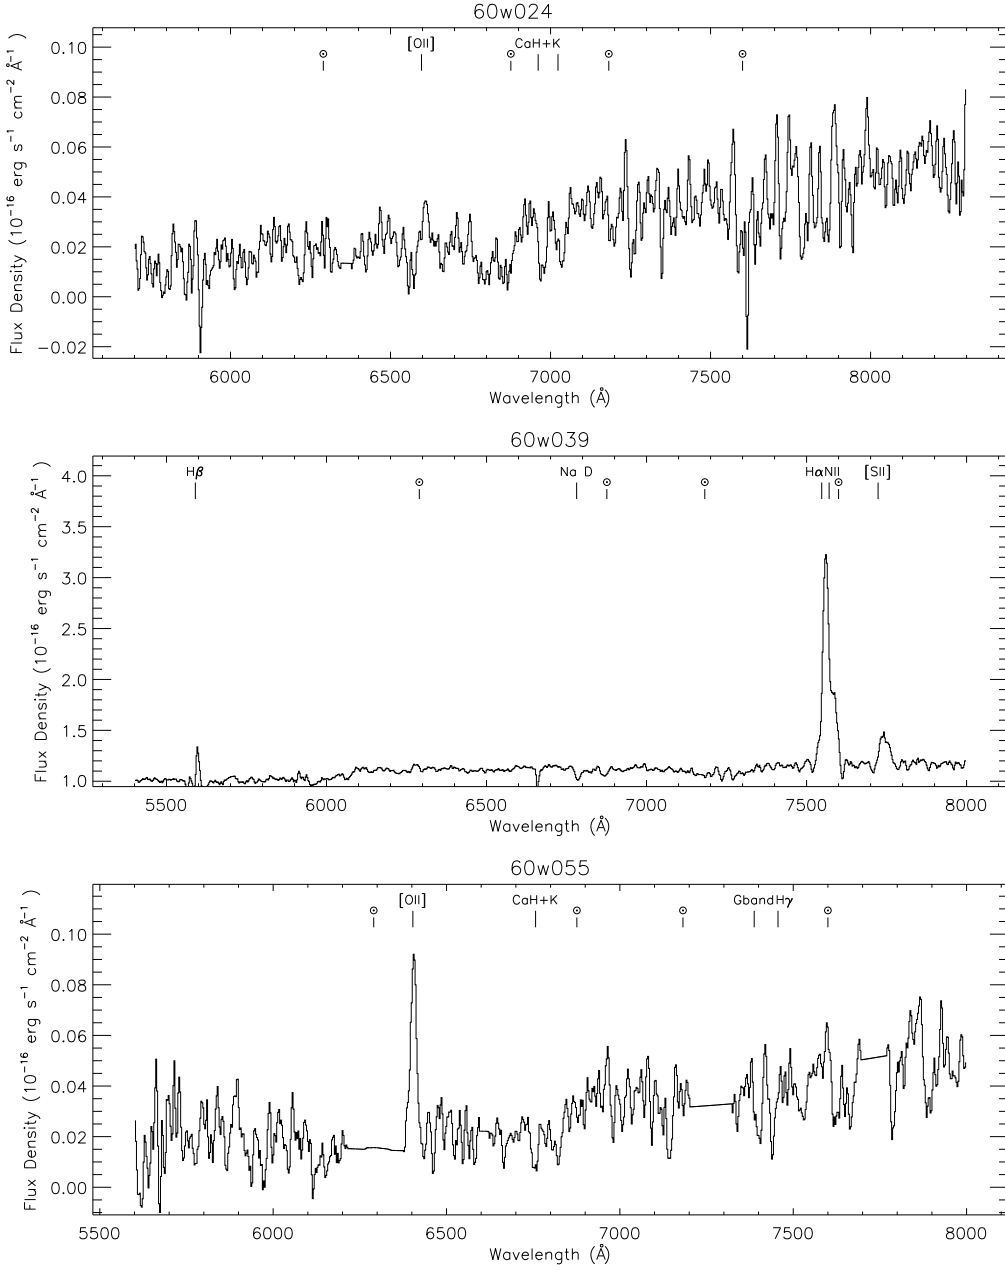 60w024
[OII] CaH+K
⊙ ⊙ ⊙ ⊙
0.10
0.08
0.06
0.04
0.02
0.00
−0.02
Flux Density (10⁻¹⁶ erg s⁻¹ cm⁻² Å⁻¹ )
6000 6500 7000 7500 8000
Wavelength (Å)
60w039
Hβ Na D HαNII [SII]
⊙ ⊙ ⊙ ⊙
4.0
3.5
3.0
2.5
2.0
1.5
1.0
Flux Density (10⁻¹⁶ erg s⁻¹ cm⁻² Å⁻¹ )
5500 6000 6500 7000 7500 8000
Wavelength (Å)
60w055
[OII] CaH+K GbandHγ
⊙ ⊙ ⊙ ⊙
0.10
0.08
0.06
0.04
0.02
0.00
Flux Density (10⁻¹⁶ erg s⁻¹ cm⁻² Å⁻¹ )
5500 6000 6500 7000 7500 8000
Wavelength (Å)